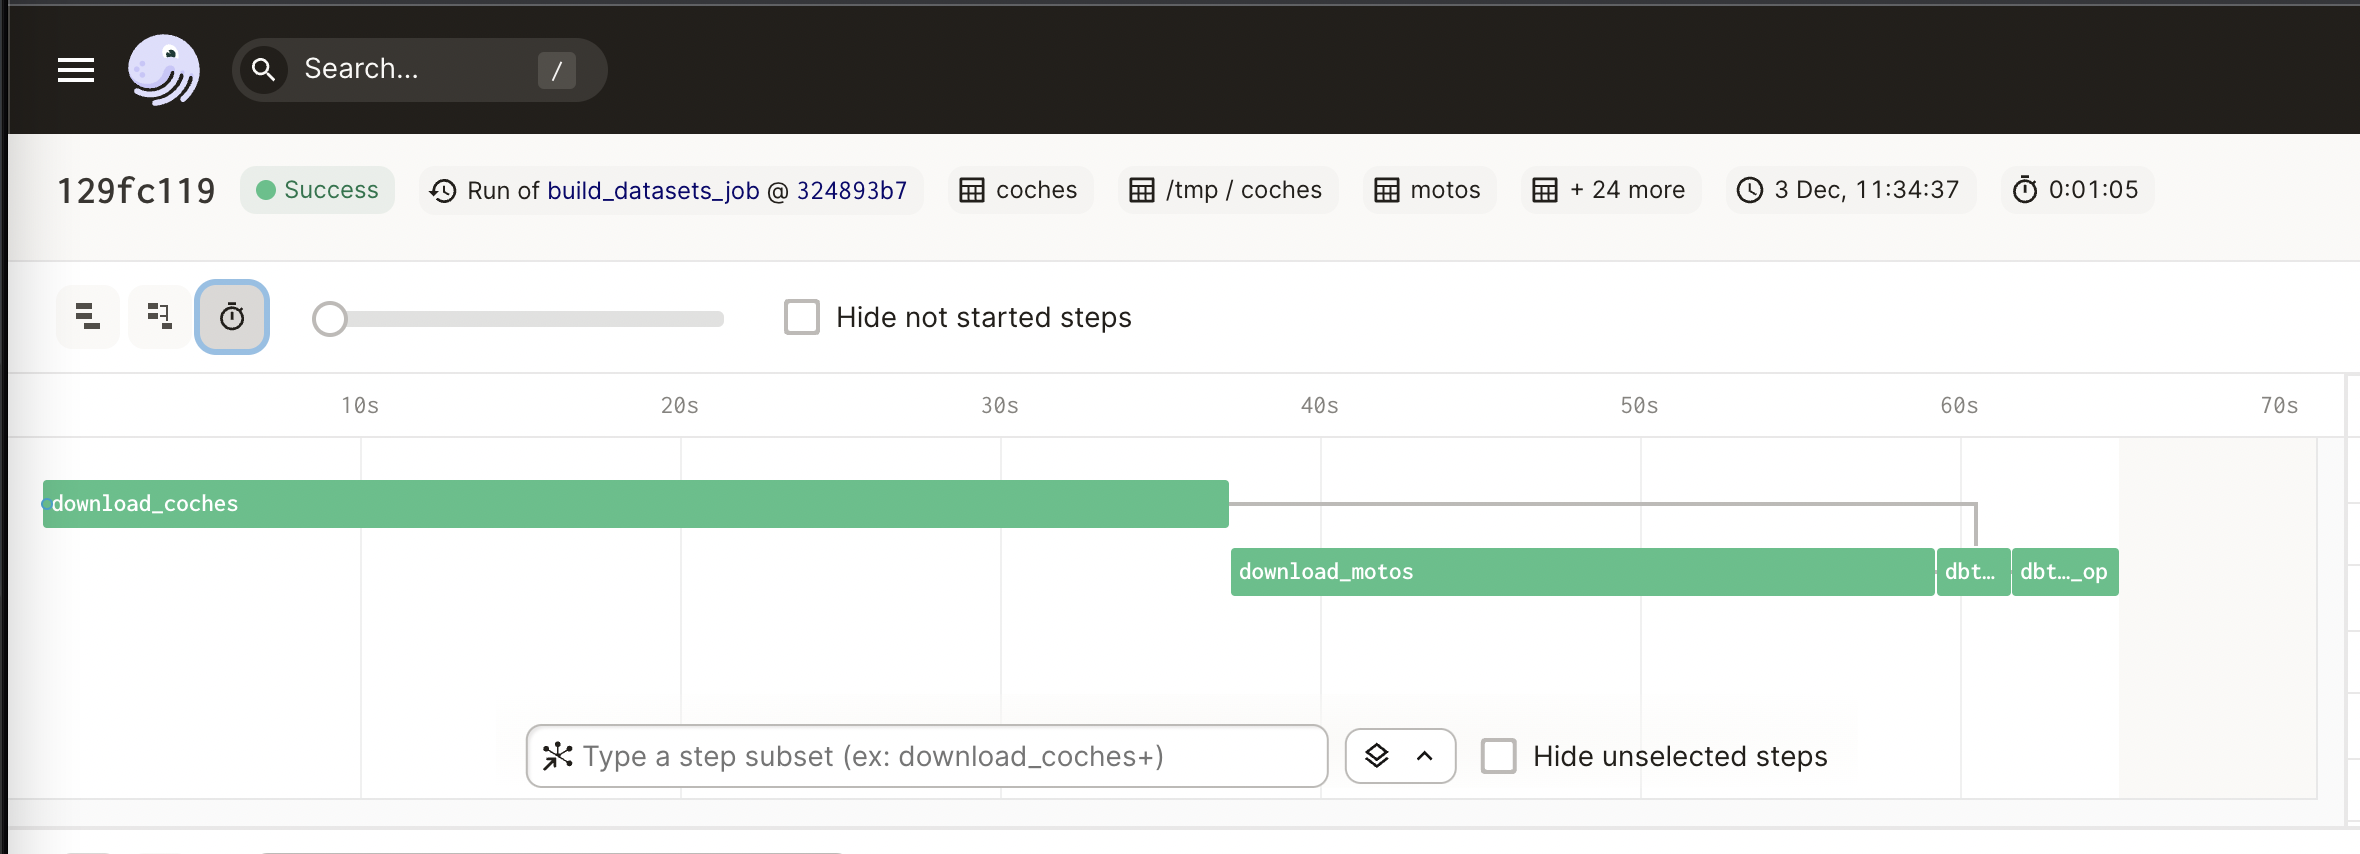 Search... /
129fc119 Success Run of build_datasets_job @ 324893b7 coches /tmp / coches motos + 24 more 3 Dec, 11:34:37 0:01:05
Hide not started steps
10s 20s 30s 40s 50s 60s 70s
download_coches
download_motos dbt… dbt…_op
Type a step subset (ex: download_coches+) Hide unselected steps